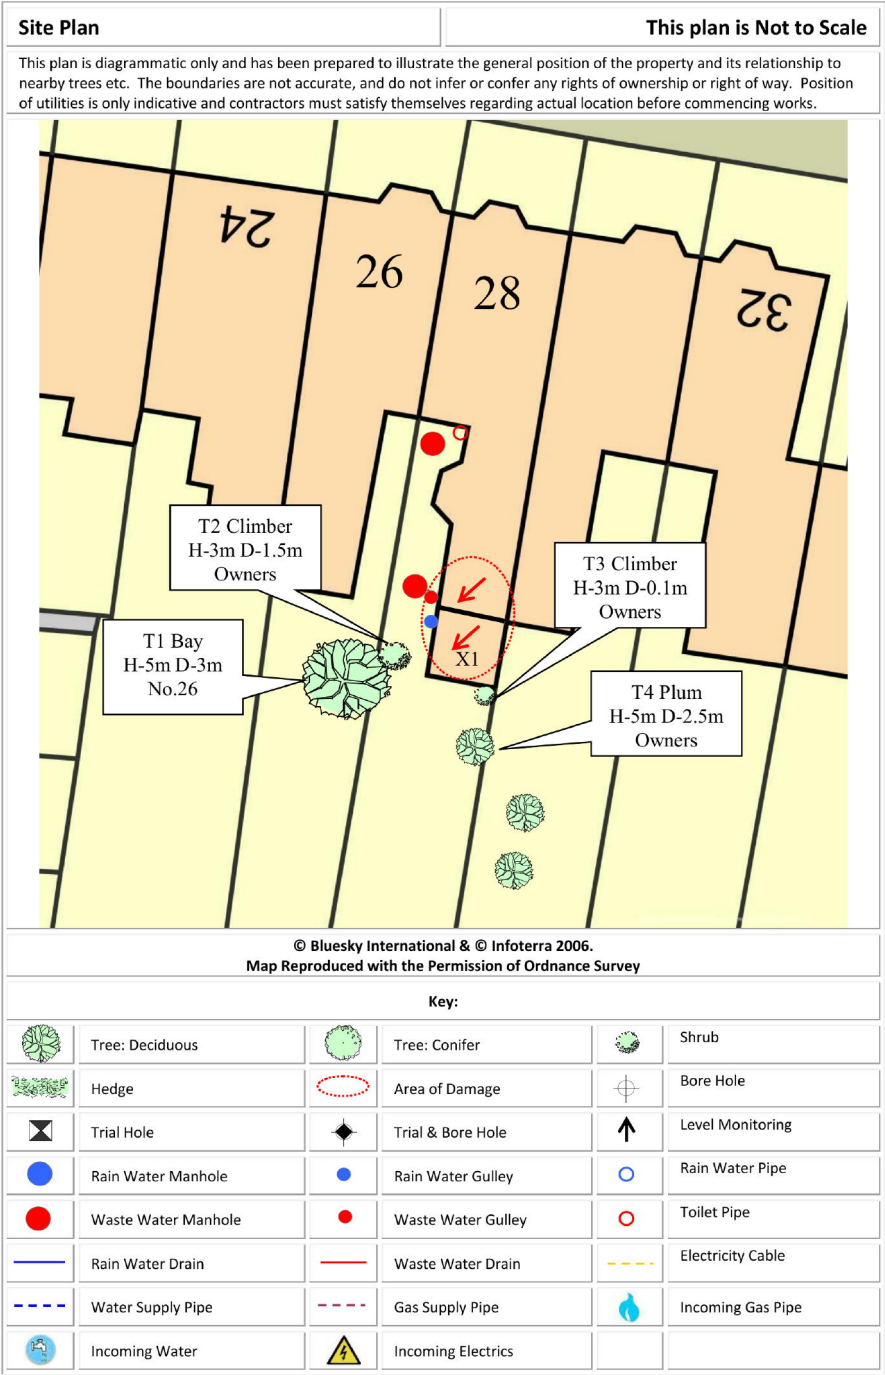 Site Plan
This plan is Not to Scale
This plan is diagrammatic only and has been prepared to illustrate the general position of the property and its relationship to
nearby trees etc. The boundaries are not accurate, and do not infer or confer any rights of ownership or right of way. Position
of utilities is only indicative and contractors must satisfy themselves regarding actual location before commencing works.
24
26
28
32
T2 Climber
H-3m D-1.5m
Owners
T3 Climber
H-3m D-0.1m
Owners
T1 Bay
H-5m D-3m
No.26
X1
T4 Plum
H-5m D-2.5m
Owners
© Bluesky International & © Infoterra 2006.
Map Reproduced with the Permission of Ordnance Survey
Key:
Tree: Deciduous
Tree: Conifer
Shrub
Hedge
Area of Damage
Bore Hole
Trial Hole
Trial & Bore Hole
Level Monitoring
Rain Water Manhole
Rain Water Gulley
Rain Water Pipe
Waste Water Manhole
Waste Water Gulley
Toilet Pipe
Rain Water Drain
Waste Water Drain
Electricity Cable
Water Supply Pipe
Gas Supply Pipe
Incoming Gas Pipe
Incoming Water
Incoming Electrics